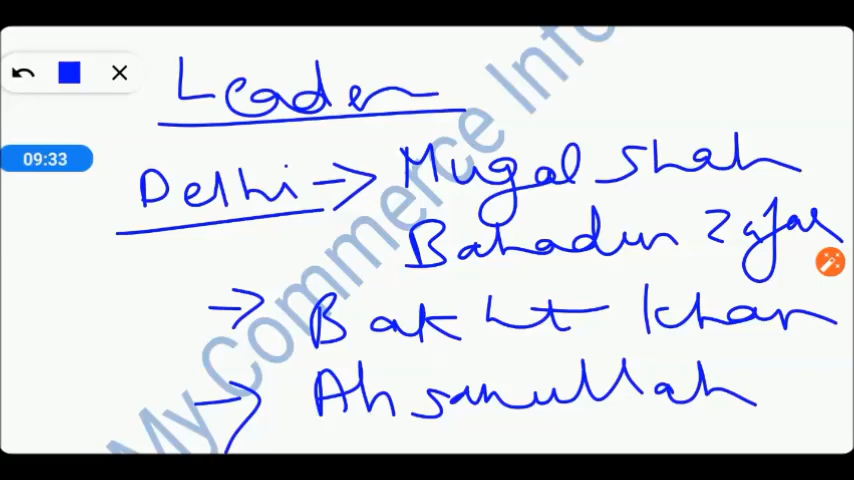 Leader
09:33
Delhi → Mugal Shah
Bahadur Zafar
→ Bakht Khan
→ Ahsanullah
My Commerce Info